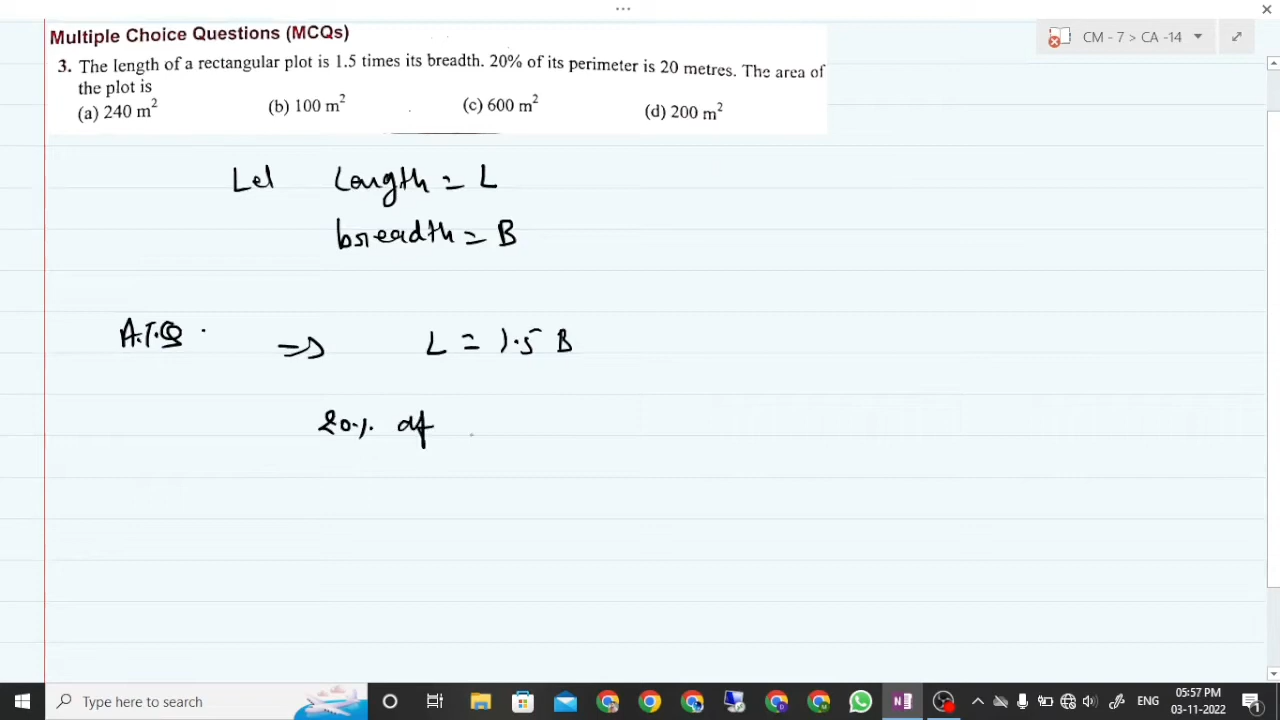 Multiple Choice Questions (MCQs)
CM - 7 > CA -14
3. The length of a rectangular plot is 1.5 times its breadth. 20% of its perimeter is 20 metres. The area of
the plot is
(a) 240 m² (b) 100 m² (c) 600 m² (d) 200 m²
Let Length = L
breadth = B
A.T.Q. => L = 1.5 B
20% of
Type here to search
ENG
05:57 PM
03-11-2022
1